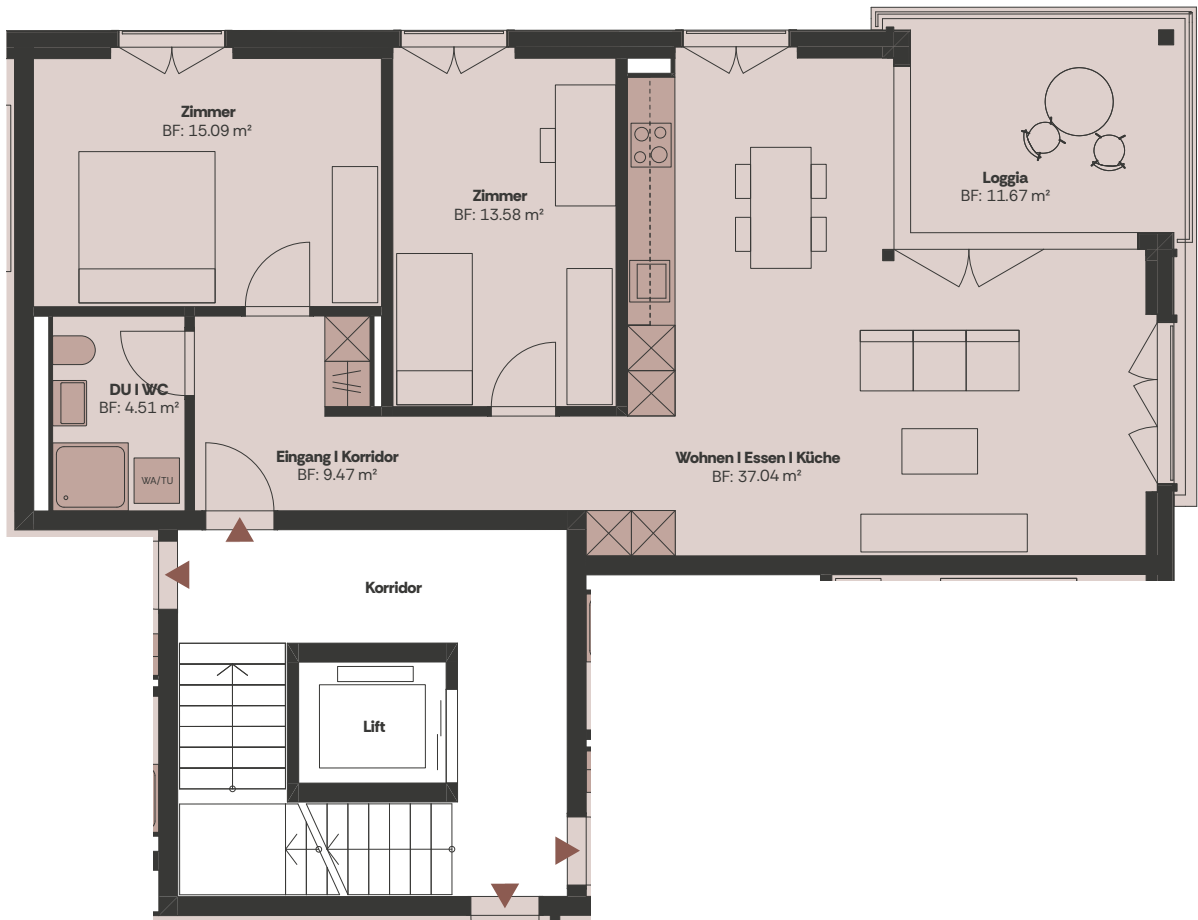 Zimmer
BF: 15.09 m²
Zimmer
BF: 13.58 m²
Loggia
BF: 11.67 m²
DU I WC
BF: 4.51 m²
WA/TU
Eingang I Korridor
BF: 9.47 m²
Wohnen I Essen I Küche
BF: 37.04 m²
Korridor
Lift